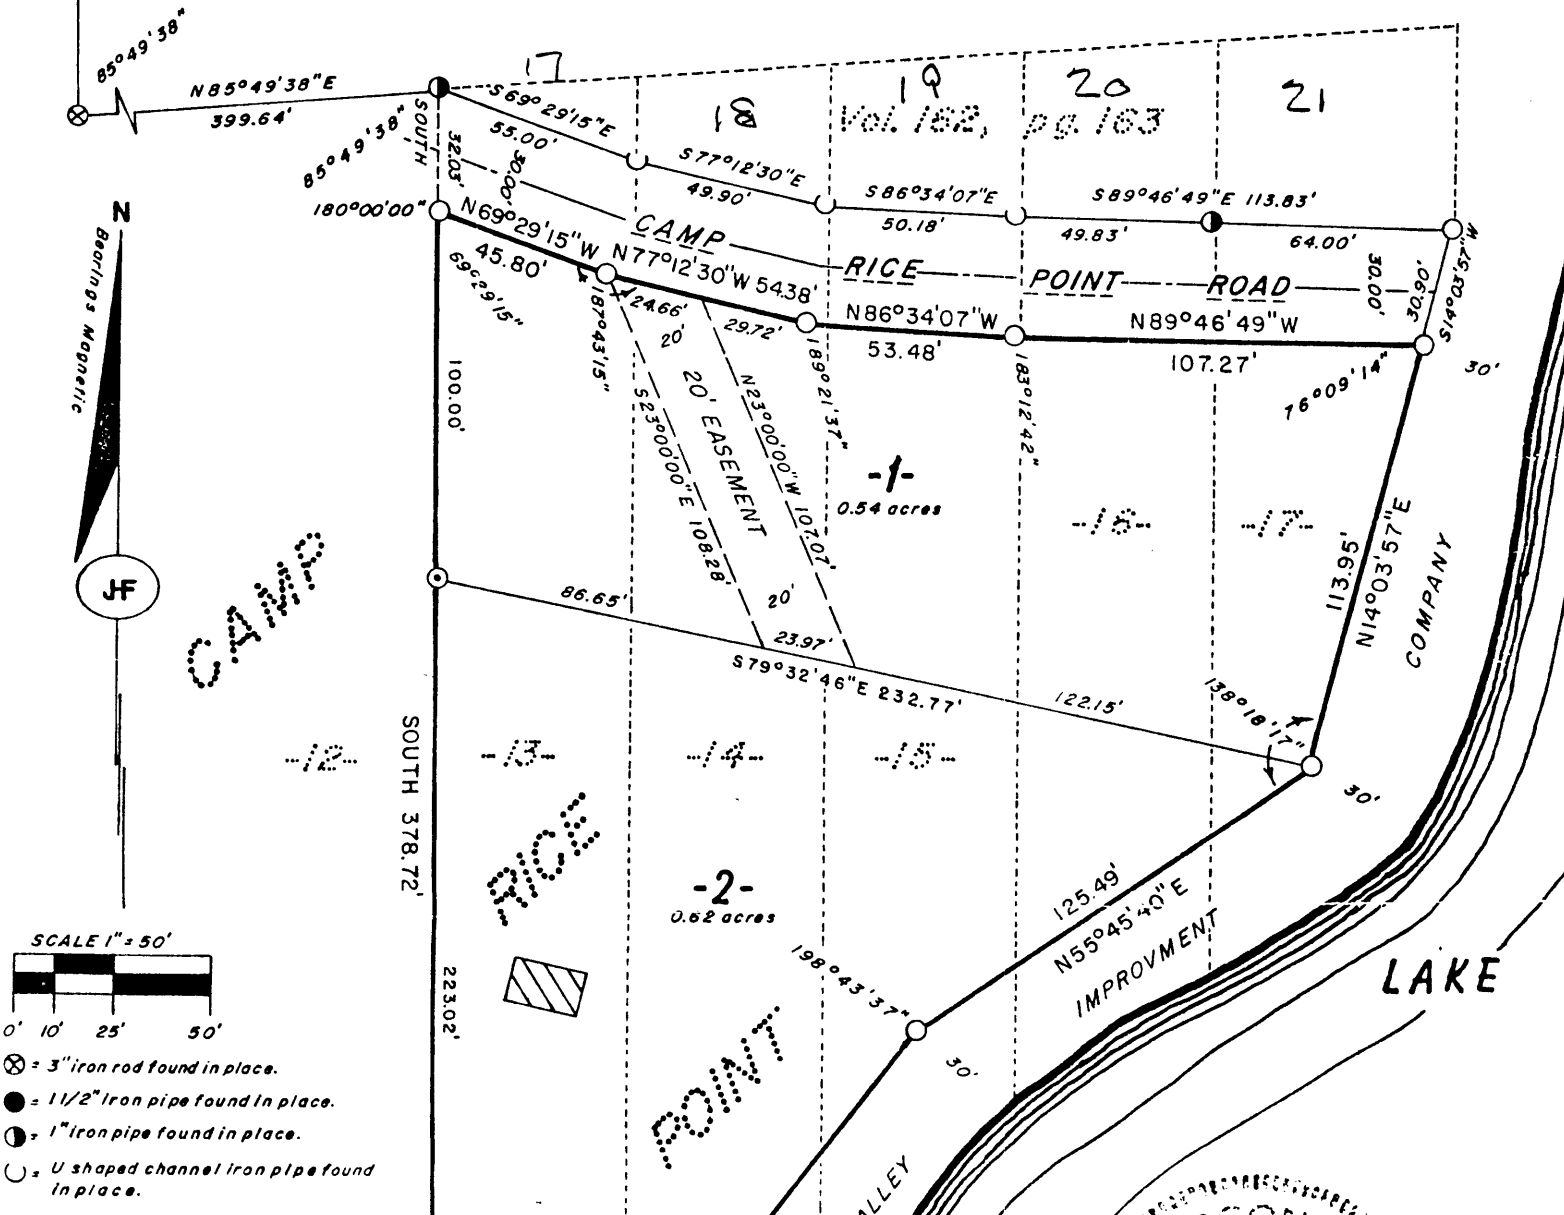 85°49'38"
N85°49'38"E
399.64'
85°49'38"
17
18
19
20
21
Vol. 162, pg. 163
S69°29'15"E
55.00'
S77°12'30"E
49.90'
S86°34'07"E
50.18'
S89°46'49"E 113.83'
49.83'
64.00'
SOUTH
32.03'
30.00'
180°00'00"
CAMP RICE POINT ROAD
30.00'
30.90'
S14°03'57"W
N69°29'15"W
45.80'
69°29'15"
N77°12'30"W 54.38'
24.66'
29.72'
187°43'15"
N86°34'07"W
53.48'
189°21'37"
N89°46'49"W
107.27'
183°12'42"
76°09'14"
30'
N
Bearings Magnetic
JF
100.00'
20'
20' EASEMENT
S23°00'00"E 108.28'
N23°00'00"W 107.07'
20'
-1-
0.54 acres
-16-
-17-
113.95'
N14°03'57"E
COMPANY
CAMP
86.65'
23.97'
S79°32'46"E 232.77'
122.15'
138°18'17"
30'
-12-
-13-
-14-
-15-
SOUTH 378.72'
RICE
-2-
0.62 acres
125.49'
N55°45'40"E
IMPROVMENT
198°43'37"
30'
LAKE
223.02'
POINT
ALLEY
SCALE 1" = 50'
0' 10' 25' 50'
= 3" iron rod found in place.
= 1 1/2" iron pipe found in place.
= 1" iron pipe found in place.
= U shaped channel iron pipe found
in place.